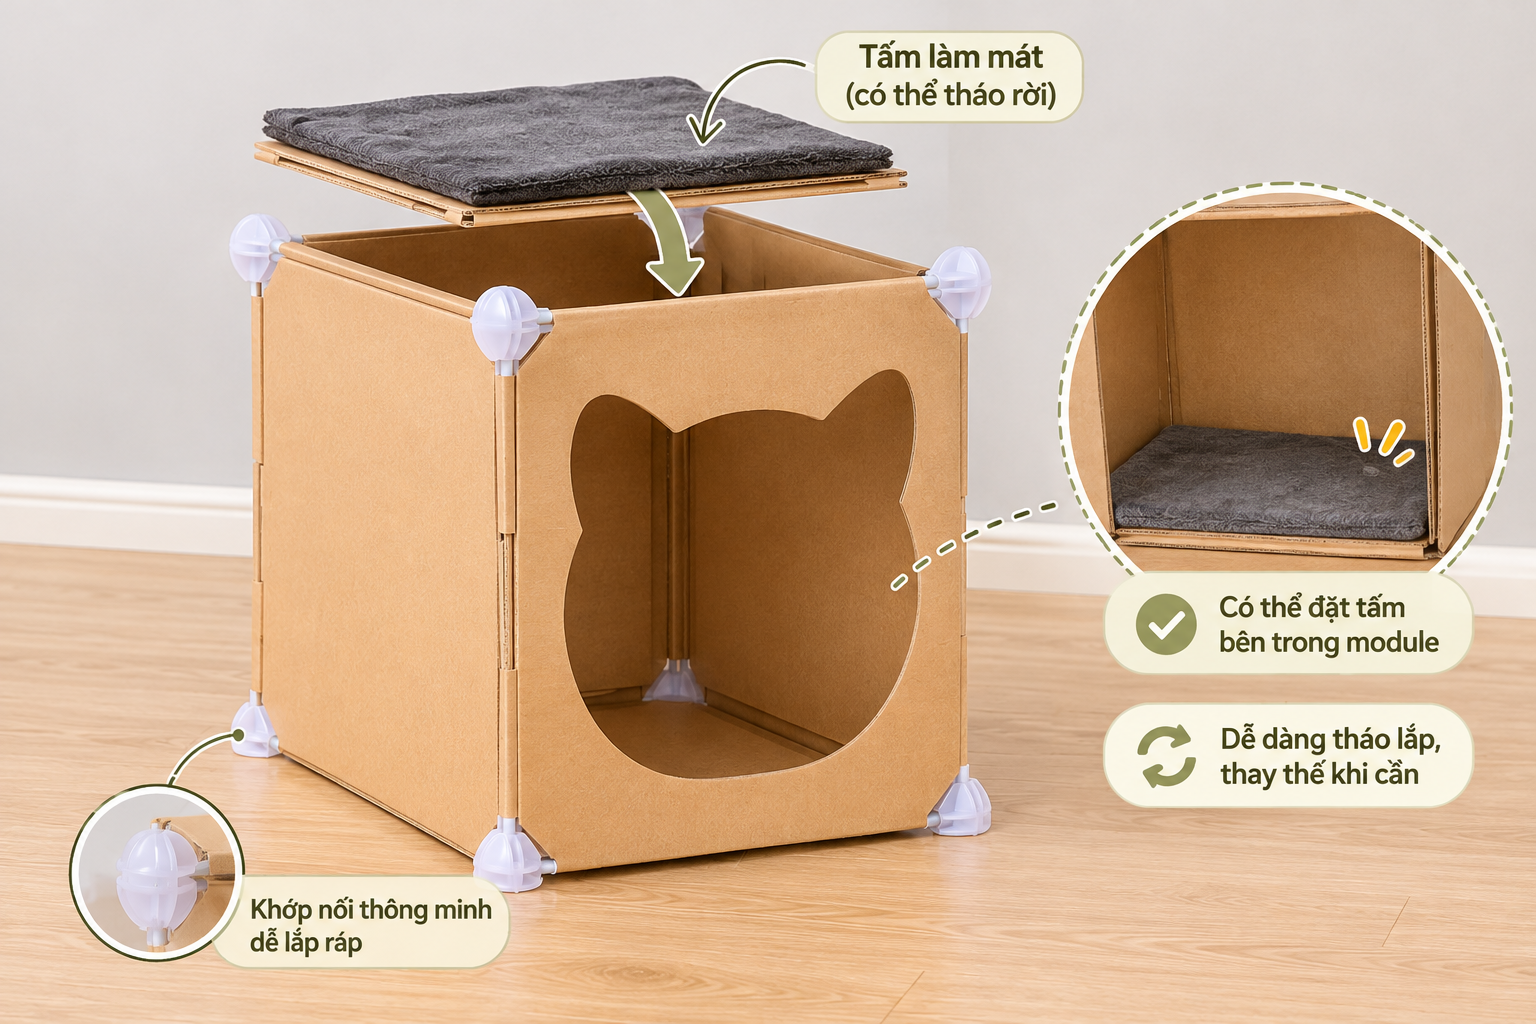 Tấm làm mát
(có thể tháo rời)
Có thể đặt tấm
bên trong module
Dễ dàng tháo lắp,
thay thế khi cần
Khớp nối thông minh
dễ lắp ráp